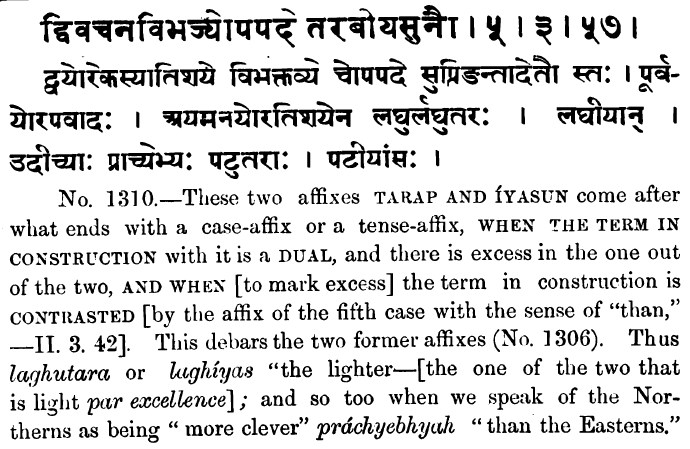 द्विवचनविभज्योपपदे तरबीयसुनौ । ५ । ३ । ५७ ।
द्वयोरेकस्यातिशये विभक्तव्ये चोपपदे सुप्तिङन्तादेतौ स्तः । पूर्व-
योरपवादः । अयमनयोरतिशयेन लघुर्लघुतरः । लघीयान् ।
उदीच्याः प्राच्येभ्यः पटुतराः । पटीयांसः ।
No. 1310.—These two affixes TARAP AND ÍYASUN come after
what ends with a case-affix or a tense-affix, WHEN THE TERM IN
CONSTRUCTION with it is a DUAL, and there is excess in the one out
of the two, AND WHEN [to mark excess] the term in construction is
CONTRASTED [by the affix of the fifth case with the sense of “than,”
—II. 3. 42]. This debars the two former affixes (No. 1306). Thus
laghutara or laghíyas “the lighter—[the one of the two that
is light par excellence]; and so too when we speak of the Nor-
therns as being “ more clever” práchyebhyah “than the Easterns.”